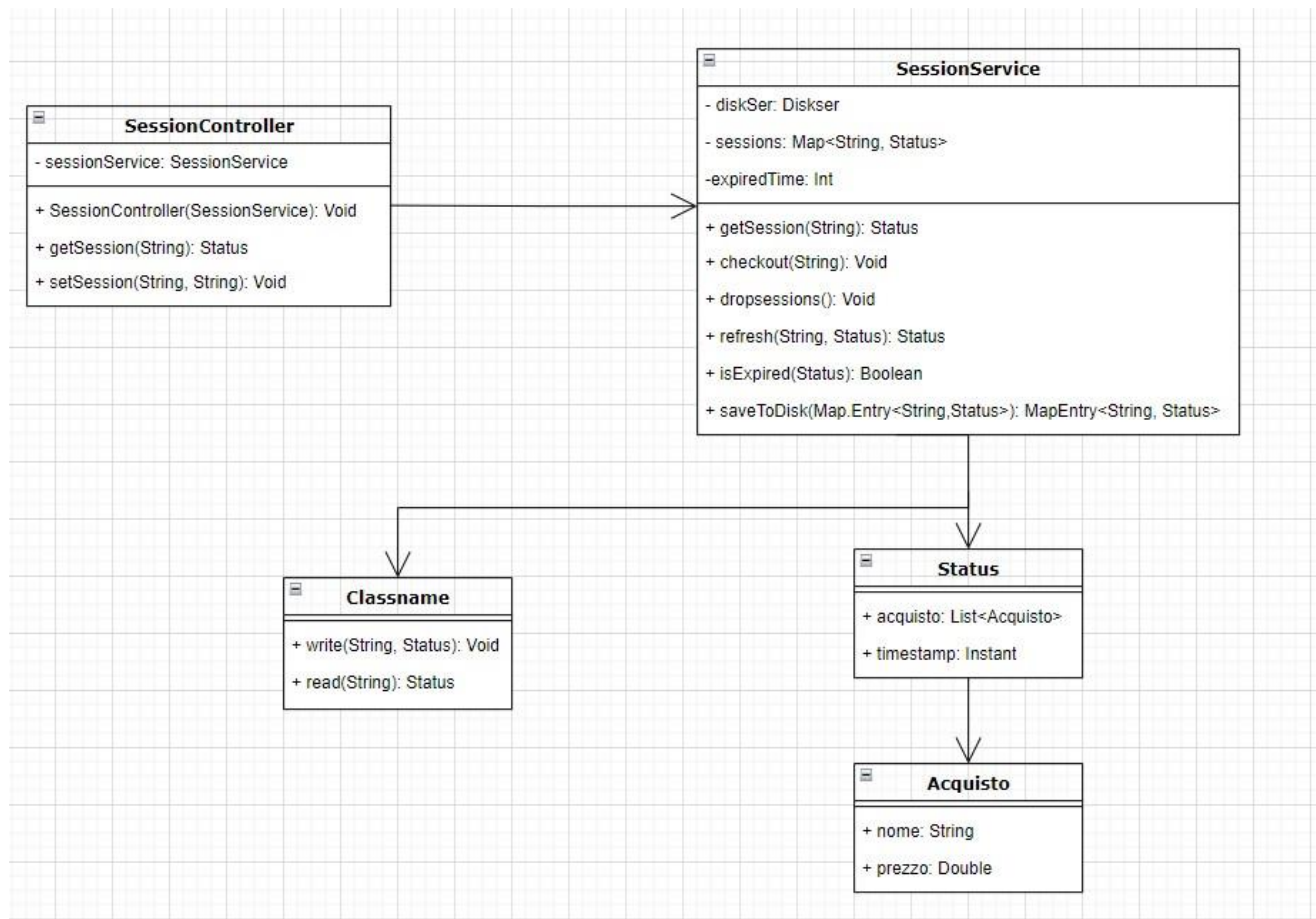 SessionController
- sessionService: SessionService
+ SessionController(SessionService): Void
+ getSession(String): Status
+ setSession(String, String): Void
SessionService
- diskSer: Diskser
- sessions: Map<String, Status>
-expiredTime: Int
+ getSession(String): Status
+ checkout(String): Void
+ dropsessions(): Void
+ refresh(String, Status): Status
+ isExpired(Status): Boolean
+ saveToDisk(Map.Entry<String,Status>): MapEntry<String, Status>
Classname
+ write(String, Status): Void
+ read(String): Status
Status
+ acquisto: List<Acquisto>
+ timestamp: Instant
Acquisto
+ nome: String
+ prezzo: Double